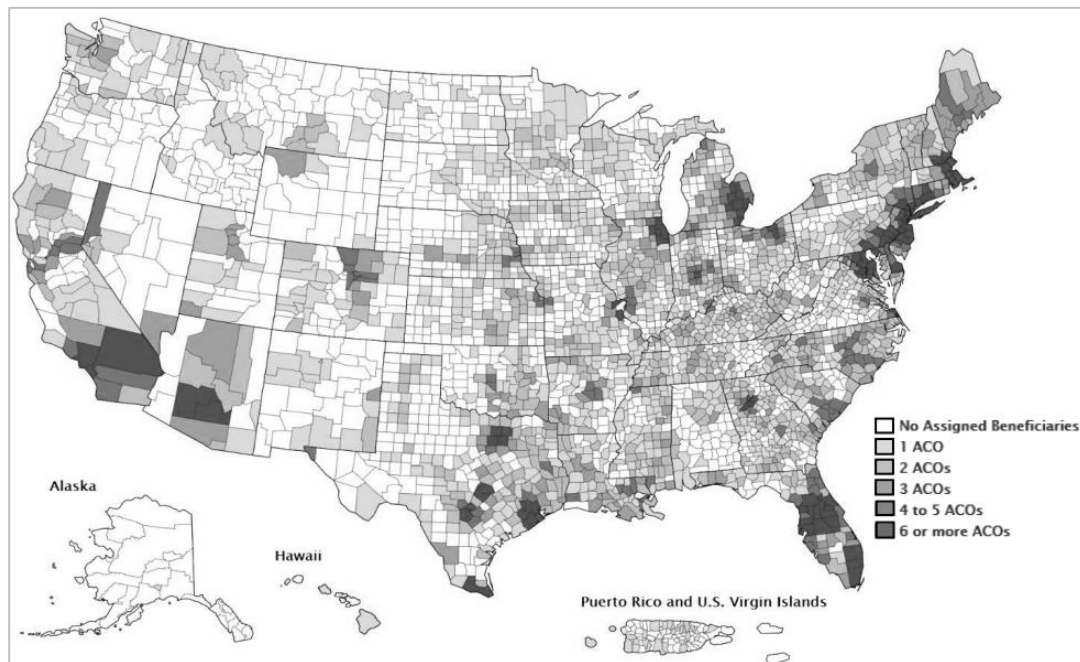 No Assigned Beneficiaries
1 ACO
2 ACOs
3 ACOs
4 to 5 ACOs
6 or more ACOs
Alaska
Hawaii
Puerto Rico and U.S. Virgin Islands